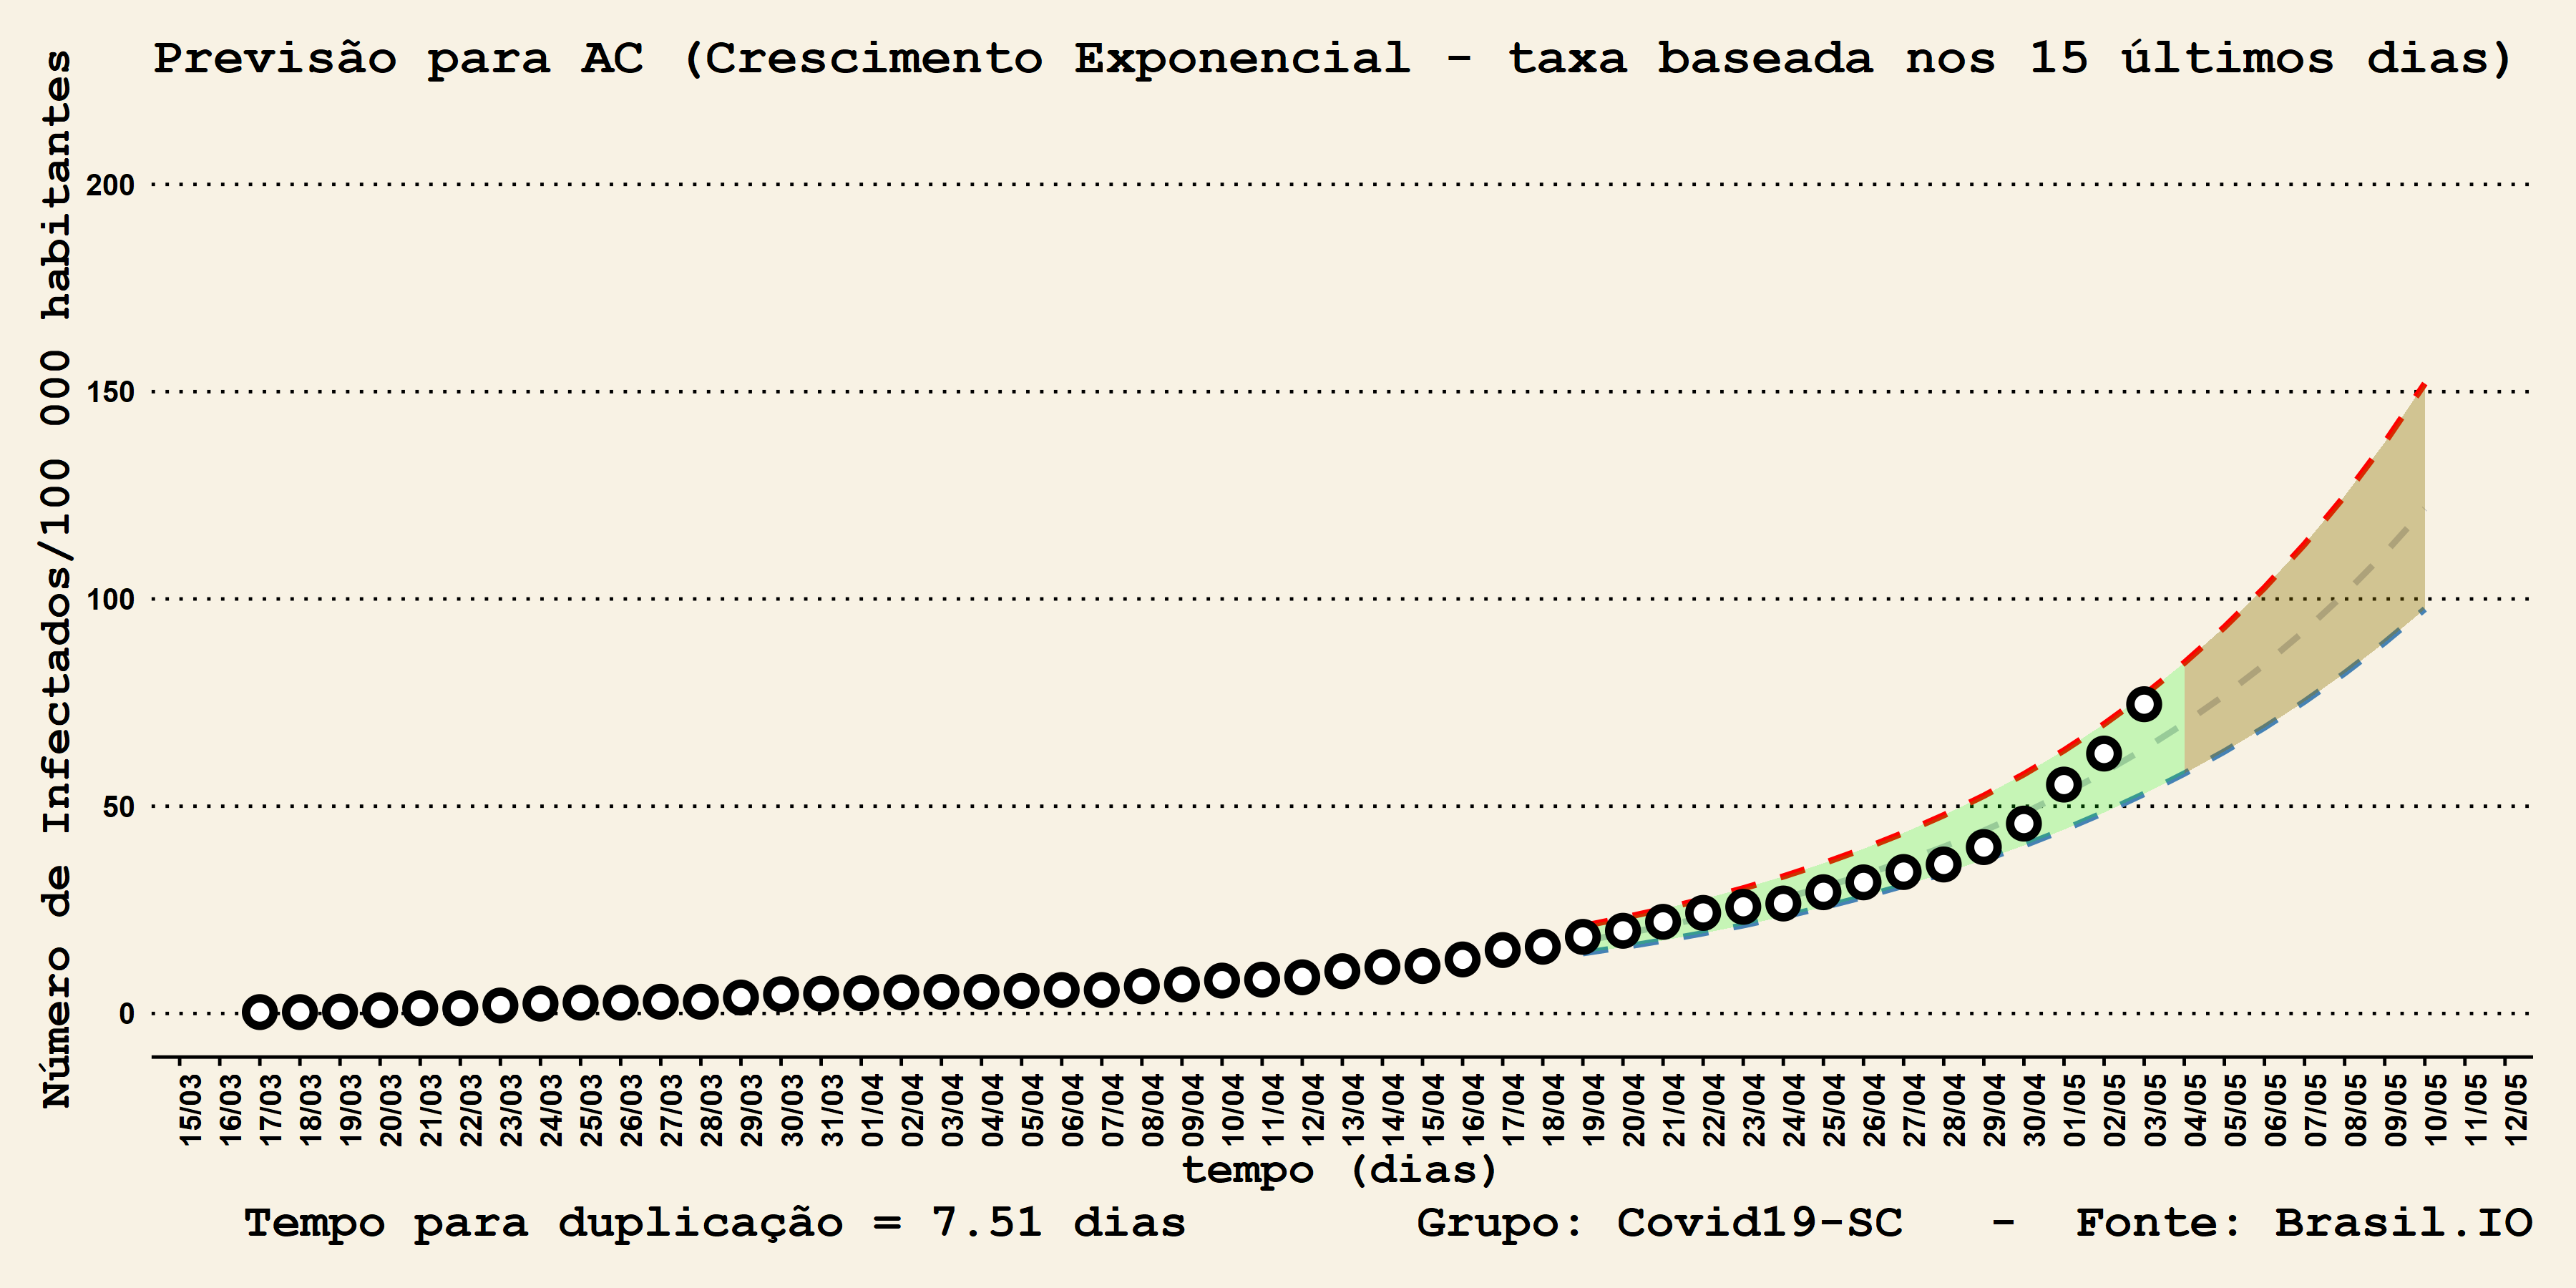 Previsão para AC (Crescimento Exponencial - taxa baseada nos 15 últimos dias)
Número de Infectados/100 000 habitantes
200
150
100
50
0
15/03 16/03 17/03 18/03 19/03 20/03 21/03 22/03 23/03 24/03 25/03 26/03 27/03 28/03 29/03 30/03 31/03 01/04 02/04 03/04 04/04 05/04 06/04 07/04 08/04 09/04 10/04 11/04 12/04 13/04 14/04 15/04 16/04 17/04 18/04 19/04 20/04 21/04 22/04 23/04 24/04 25/04 26/04 27/04 28/04 29/04 30/04 01/05 02/05 03/05 04/05 05/05 06/05 07/05 08/05 09/05 10/05 11/05 12/05
tempo (dias)
Tempo para duplicação = 7.51 dias Grupo: Covid19-SC - Fonte: Brasil.IO